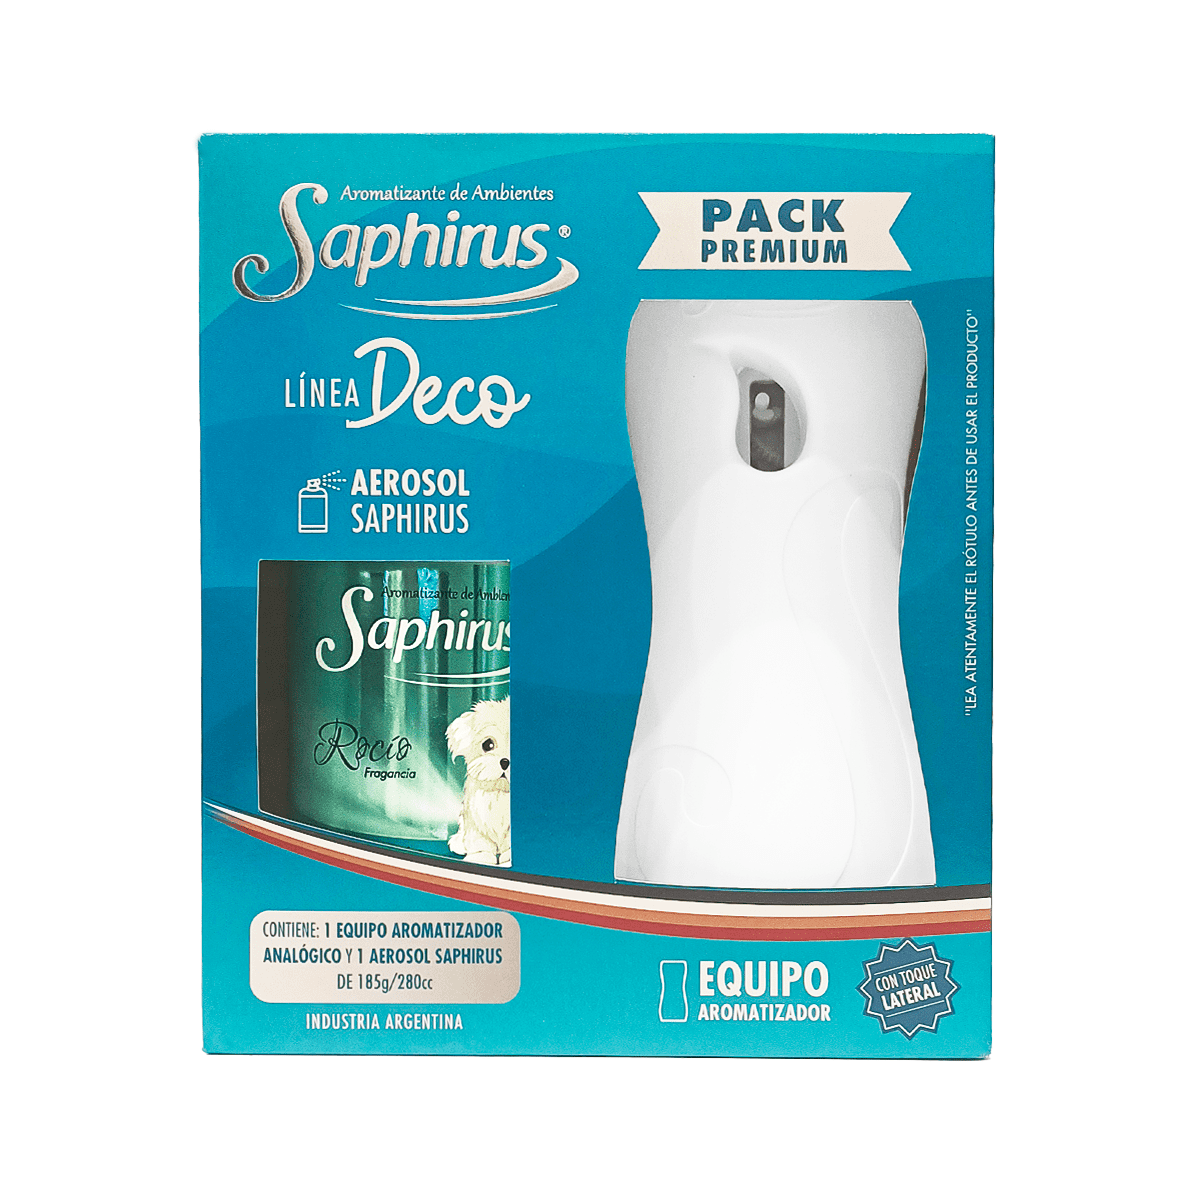 Aromatizante de Ambientes
Saphirus®
PACK
PREMIUM
LÍNEA Deco
AEROSOL
SAPHIRUS
Aromatizante de
Saphirus
Rocío
Fragancia
"LEA ATENTAMENTE EL RÓTULO ANTES DE USAR EL PRODUCTO"
CONTIENE: 1 EQUIPO AROMATIZADOR
ANALÓGICO Y 1 AEROSOL SAPHIRUS
DE 185g/280cc
INDUSTRIA ARGENTINA
EQUIPO
AROMATIZADOR
CON TOQUE
LATERAL